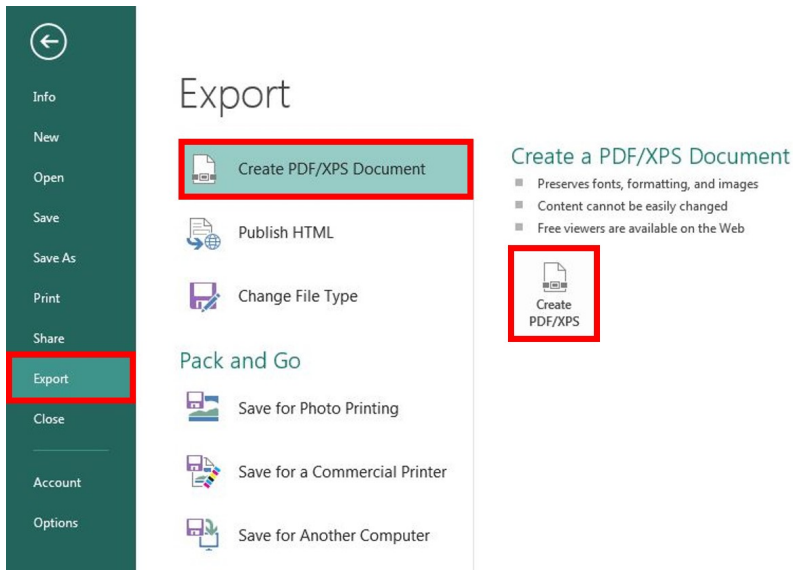 Info
New
Open
Save
Save As
Print
Share
Export
Close
Account
Options
Export
Create PDF/XPS Document
Publish HTML
Change File Type
Pack and Go
Save for Photo Printing
Save for a Commercial Printer
Save for Another Computer
Create a PDF/XPS Document
Preserves fonts, formatting, and images
Content cannot be easily changed
Free viewers are available on the Web
Create
PDF/XPS